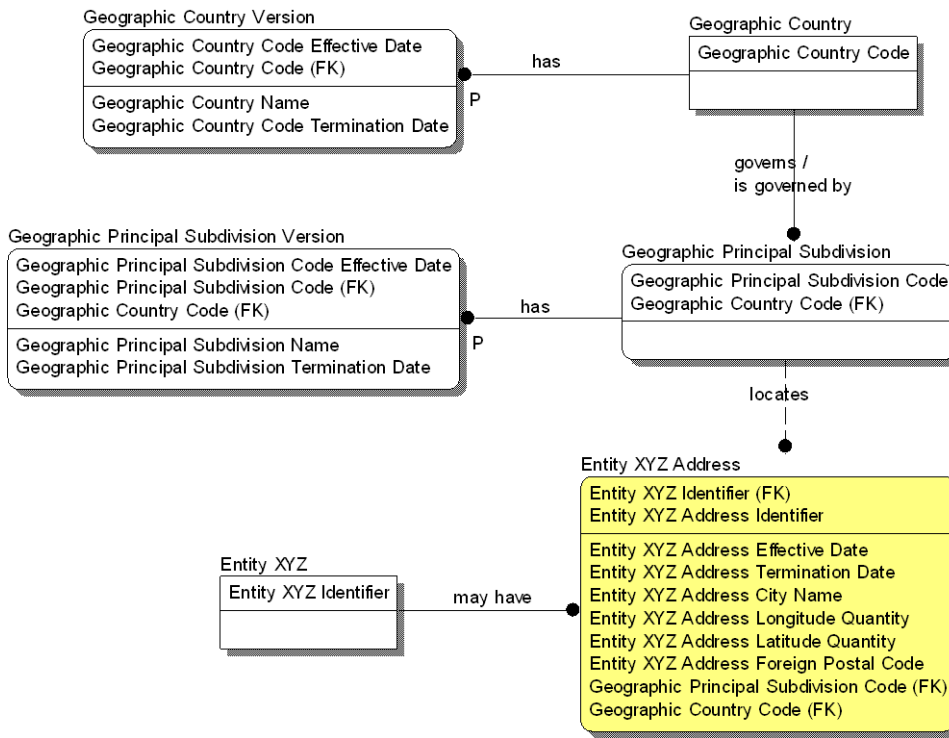 Geographic Country Version
Geographic Country Code Effective Date
Geographic Country Code (FK)
Geographic Country Name
Geographic Country Code Termination Date
P
has
Geographic Country
Geographic Country Code
governs /
is governed by
Geographic Principal Subdivision Version
Geographic Principal Subdivision Code Effective Date
Geographic Principal Subdivision Code (FK)
Geographic Country Code (FK)
Geographic Principal Subdivision Name
Geographic Principal Subdivision Termination Date
P
has
Geographic Principal Subdivision
Geographic Principal Subdivision Code
Geographic Country Code (FK)
locates
Entity XYZ
Entity XYZ Identifier
may have
Entity XYZ Address
Entity XYZ Identifier (FK)
Entity XYZ Address Identifier
Entity XYZ Address Effective Date
Entity XYZ Address Termination Date
Entity XYZ Address City Name
Entity XYZ Address Longitude Quantity
Entity XYZ Address Latitude Quantity
Entity XYZ Address Foreign Postal Code
Geographic Principal Subdivision Code (FK)
Geographic Country Code (FK)